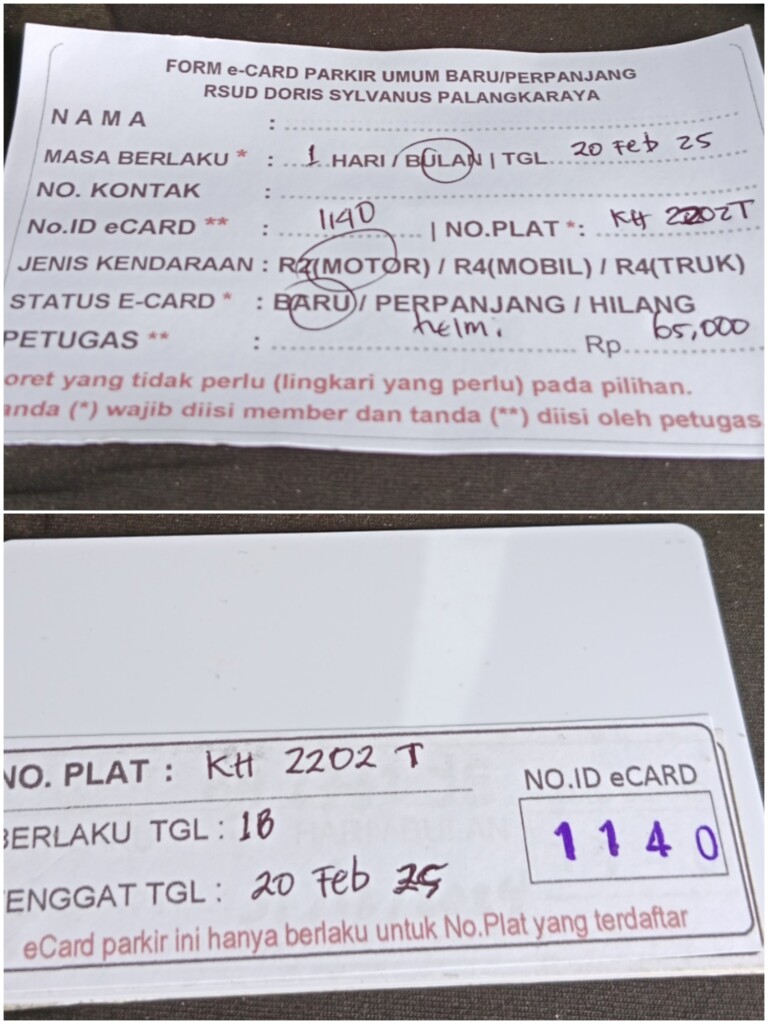 FORM e-CARD PARKIR UMUM BARU/PERPANJANG
RSUD DORIS SYLVANUS PALANGKARAYA
NAMA :
MASA BERLAKU * : 1 HARI / BULAN | TGL 20 Feb 25
NO. KONTAK :
No.ID eCARD ** : 1140 | NO.PLAT *: KH 2202T
JENIS KENDARAAN : R2(MOTOR) / R4(MOBIL) / R4(TRUK)
STATUS E-CARD * : BARU / PERPANJANG / HILANG
PETUGAS ** : helmi Rp 65,000
oret yang tidak perlu (lingkari yang perlu) pada pilihan.
anda (*) wajib diisi member dan tanda (**) diisi oleh petugas
NO. PLAT : KH 2202 T
NO.ID eCARD
BERLAKU TGL : 1B
1140
ENGGAT TGL : 20 Feb 25
eCard parkir ini hanya berlaku untuk No.Plat yang terdaftar